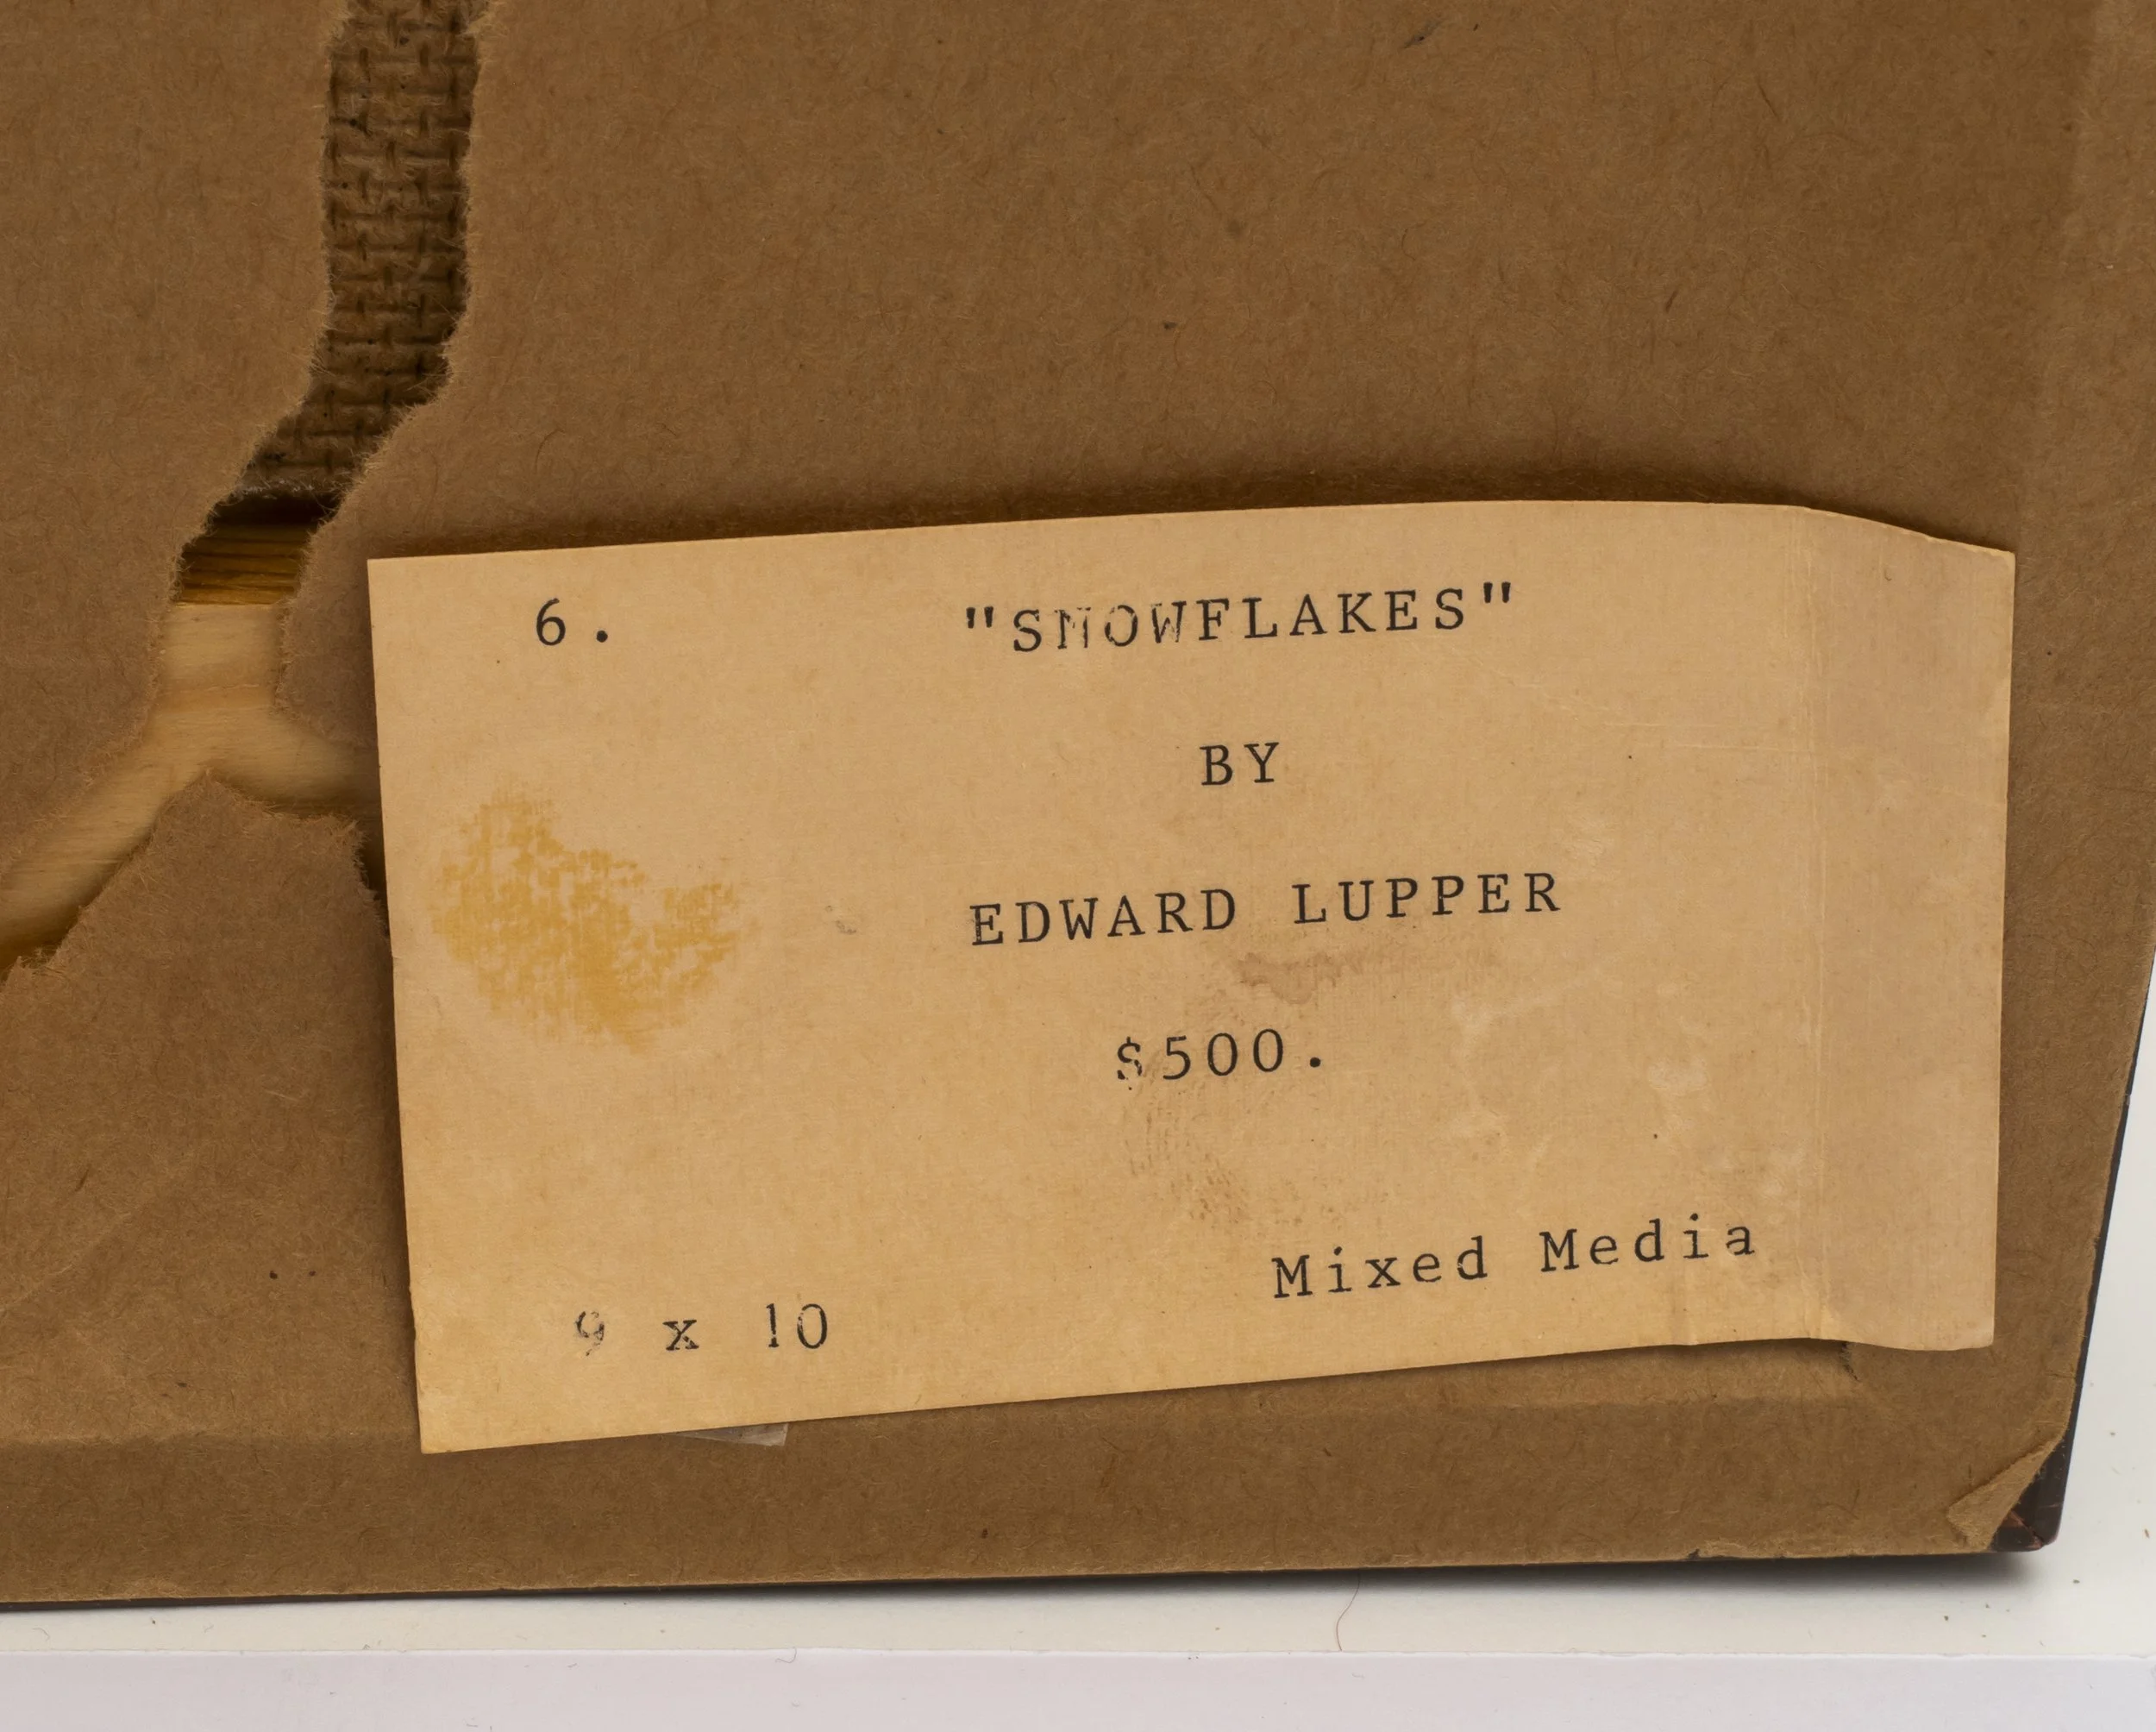 6. "SNOWFLAKES"
BY
EDWARD LUPPER
$500.
Mixed Media
9 x 10